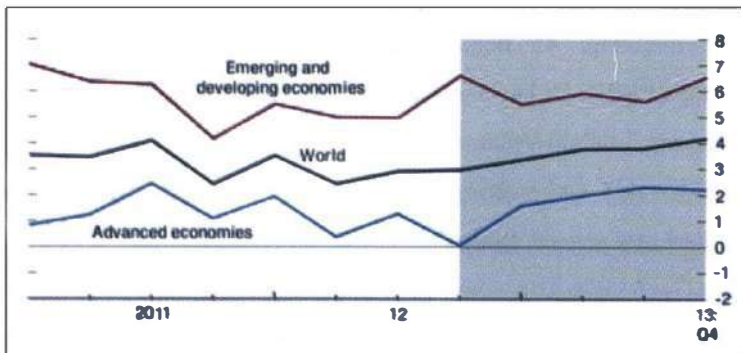 8
Emerging and
developing economies
7
6
5
4
World
3
2
1
Advanced economies
0
-1
-2
2011
12
13:
Q4